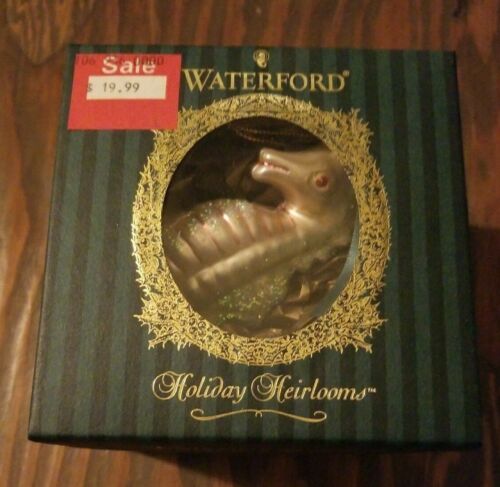 Sale
$ 19.99
WATERFORD®
Holiday Heirlooms™